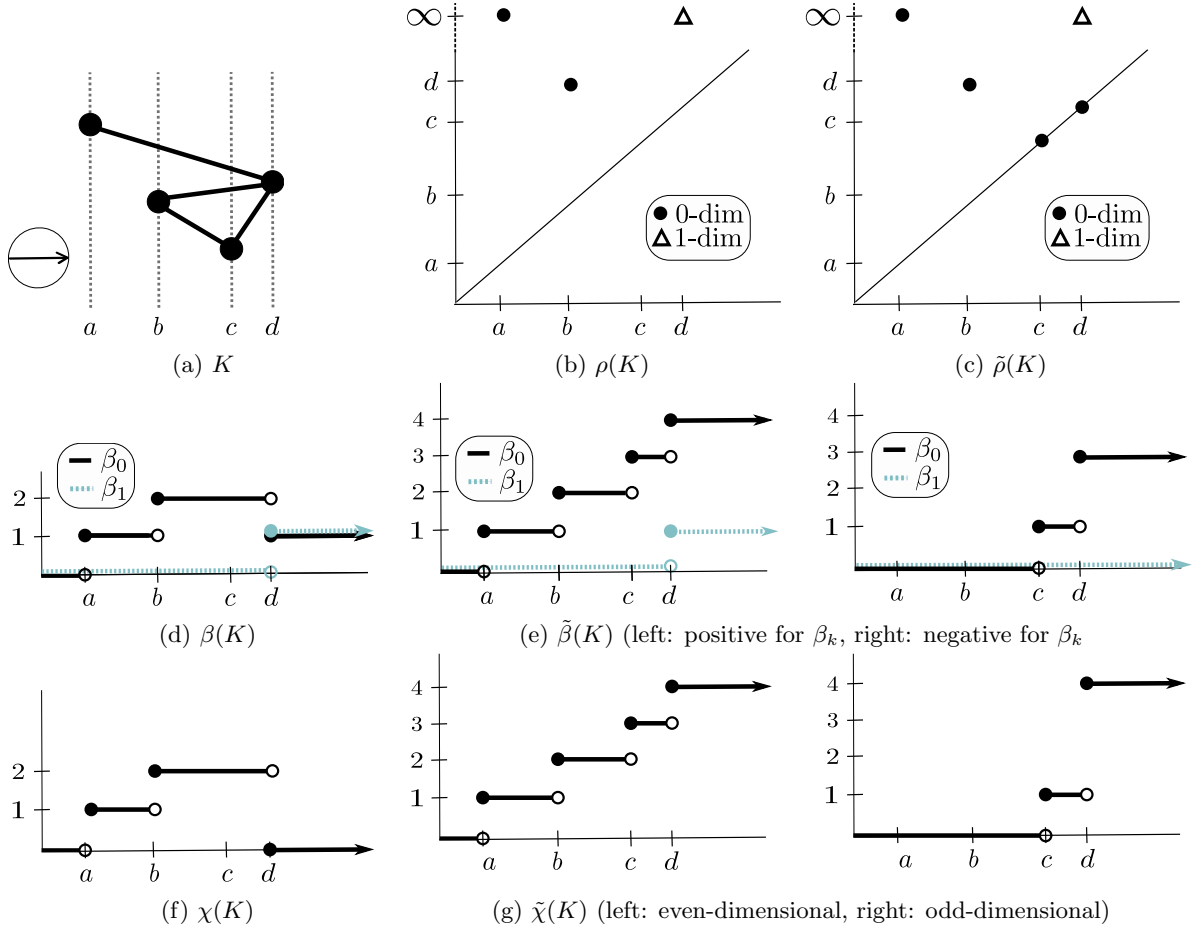 a b c d
(a) K
∞
d
c
b
a
0-dim
1-dim
a b c d
(b) ρ(K)
∞
d
c
b
a
0-dim
1-dim
a b c d
(c) ρ̃(K)
β₀
β₁
2
1
a b c d
(d) β(K)
4
3
2
1
β₀
β₁
a b c d
4
3
2
1
β₀
β₁
a b c d
(e) β̃(K) (left: positive for βₖ, right: negative for βₖ
2
1
a b c d
(f) χ(K)
4
3
2
1
a b c d
4
3
2
1
a b c d
(g) χ̃(K) (left: even-dimensional, right: odd-dimensional)